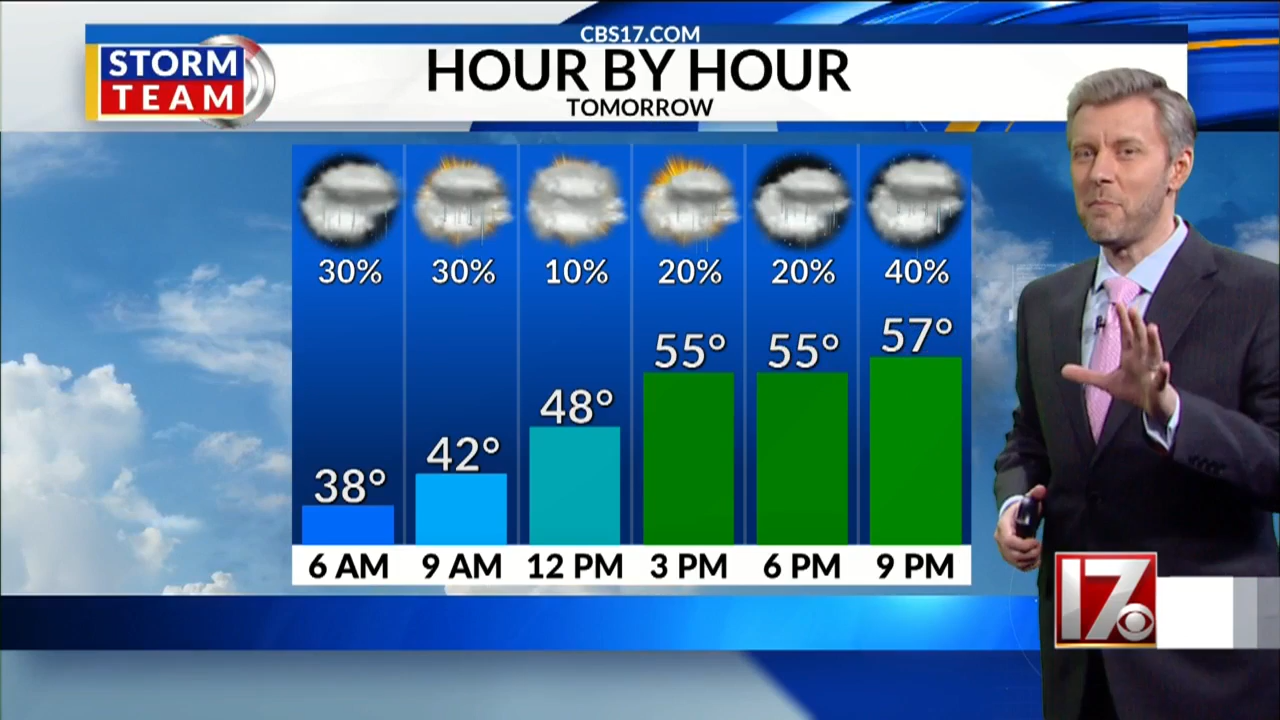 CBS17.COM
STORM
TEAM
HOUR BY HOUR
TOMORROW
30% 30% 10% 20% 20% 40%
38° 42° 48° 55° 55° 57°
6 AM 9 AM 12 PM 3 PM 6 PM 9 PM
17